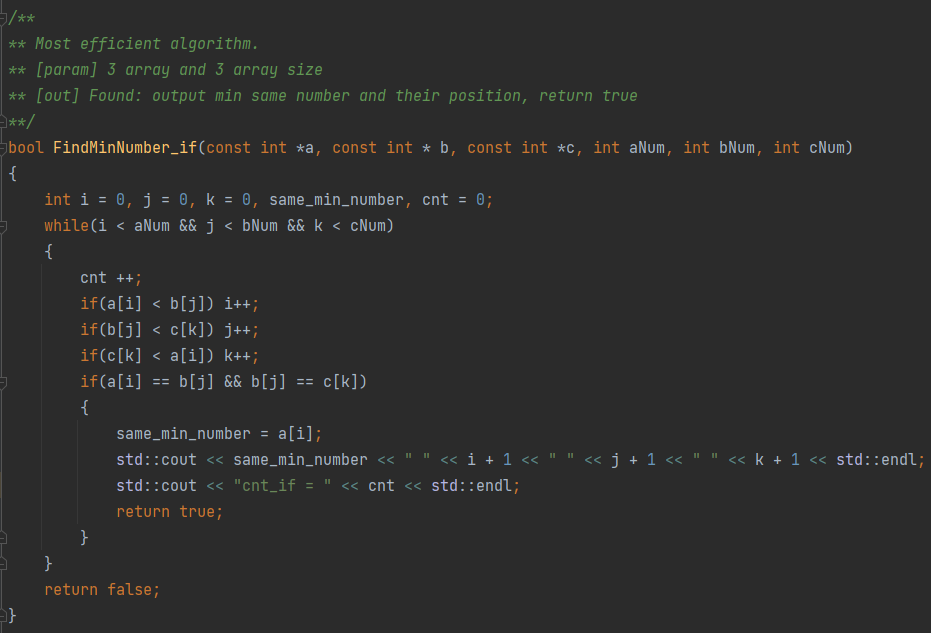 /**
** Most efficient algorithm.
** [param] 3 array and 3 array size
** [out] Found: output min same number and their position, return true
**/
bool FindMinNumber_if(const int *a, const int * b, const int *c, int aNum, int bNum, int cNum)
{
    int i = 0, j = 0, k = 0, same_min_number, cnt = 0;
    while(i < aNum && j < bNum && k < cNum)
    {
        cnt ++;
        if(a[i] < b[j]) i++;
        if(b[j] < c[k]) j++;
        if(c[k] < a[i]) k++;
        if(a[i] == b[j] && b[j] == c[k])
        {
            same_min_number = a[i];
            std::cout << same_min_number << " " << i + 1 << " " << j + 1 << " " << k + 1 << std::endl;
            std::cout << "cnt_if = " << cnt << std::endl;
            return true;
        }
    }
    return false;
}